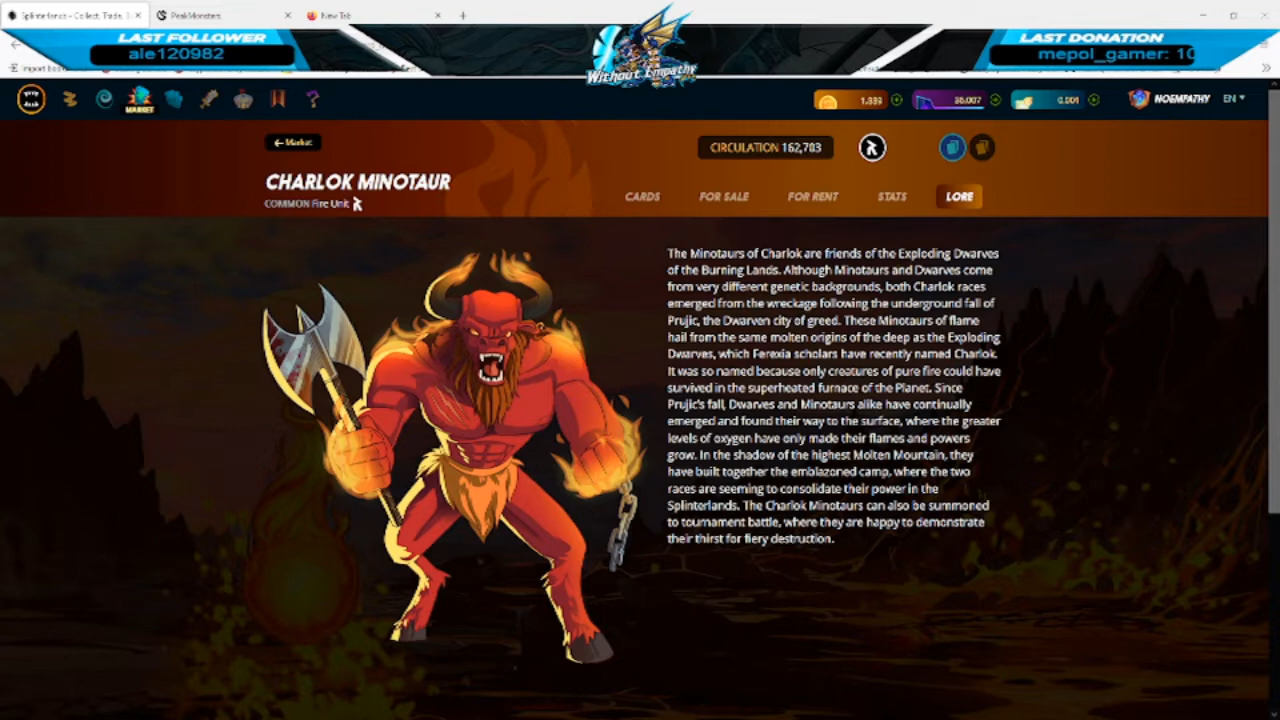 Splinterlands - Collect, Trade,
PeakMonsters
New Tab
LAST FOLLOWER
ale120982
Without Empathy
LAST DONATION
mepol_gamer: 10
MARKET
1.333
NOEMPATHY
EN
Market
CIRCULATION 162,703
CHARLOK MINOTAUR
COMMON Fire Unit
CARDS
FOR SALE
FOR RENT
STATS
LORE
The Minotaurs of Charlok are friends of the Exploding Dwarves
of the Burning Lands. Although Minotaurs and Dwarves come
from very different genetic backgrounds, both Charlok races
emerged from the wreckage following the underground fall of
Prujic, the Dwarven city of greed. These Minotaurs of flame
hail from the same molten origins of the deep as the Exploding
Dwarves, which Ferexia scholars have recently named Charlok.
It was so named because only creatures of pure fire could have
survived in the superheated furnace of the Planet. Since
Prujic's fall, Dwarves and Minotaurs alike have continually
emerged and found their way to the surface, where the greater
levels of oxygen have only made their flames and powers
grow. In the shadow of the highest Molten Mountain, they
have built together the emblazoned camp, where the two
races are seeming to consolidate their power in the
Splinterlands. The Charlok Minotaurs can also be summoned
to tournament battle, where they are happy to demonstrate
their thirst for fiery destruction.